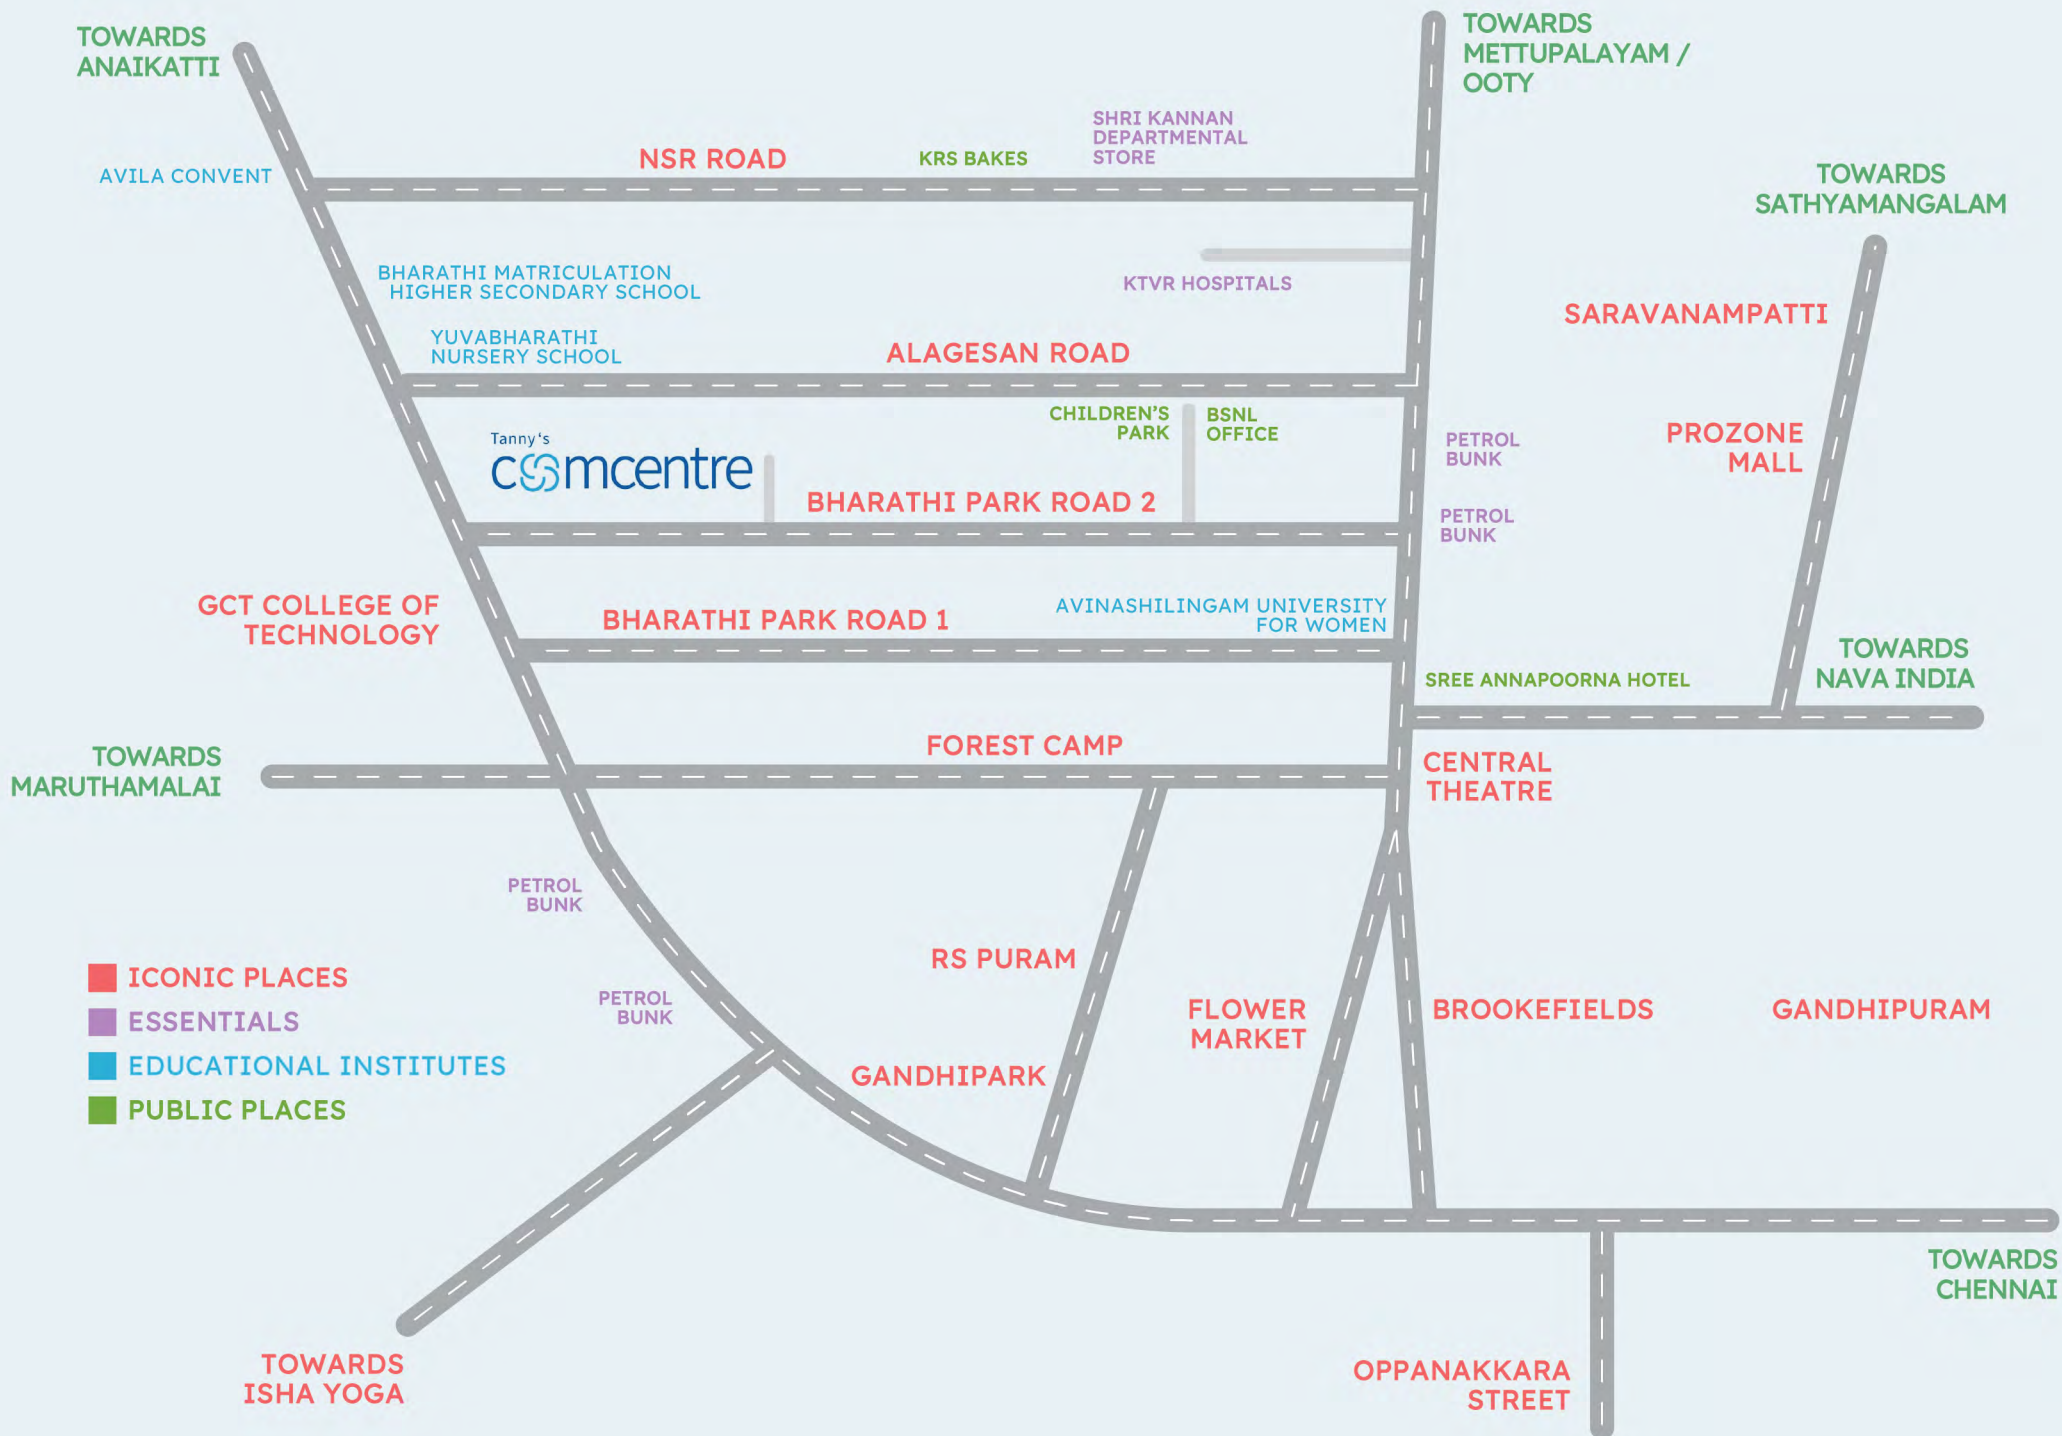 TOWARDS
ANAIKATTI
TOWARDS
METTUPALAYAM /
OOTY
NSR ROAD
KRS BAKES
SHRI KANNAN
DEPARTMENTAL
STORE
AVILA CONVENT
TOWARDS
SATHYAMANGALAM
BHARATHI MATRICULATION
HIGHER SECONDARY SCHOOL
KTVR HOSPITALS
SARAVANAMPATTI
YUVABHARATHI
NURSERY SCHOOL
ALAGESAN ROAD
CHILDREN'S
PARK
BSNL
OFFICE
Tanny's
comcentre
PETROL
BUNK
PROZONE
MALL
BHARATHI PARK ROAD 2
PETROL
BUNK
GCT COLLEGE OF
TECHNOLOGY
BHARATHI PARK ROAD 1
AVINASHILINGAM UNIVERSITY
FOR WOMEN
TOWARDS
NAVA INDIA
SREE ANNAPOORNA HOTEL
TOWARDS
MARUTHAMALAI
FOREST CAMP
CENTRAL
THEATRE
PETROL
BUNK
RS PURAM
PETROL
BUNK
FLOWER
MARKET
BROOKEFIELDS
GANDHIPURAM
GANDHIPARK
ICONIC PLACES
ESSENTIALS
EDUCATIONAL INSTITUTES
PUBLIC PLACES
TOWARDS
CHENNAI
TOWARDS
ISHA YOGA
OPPANAKKARA
STREET